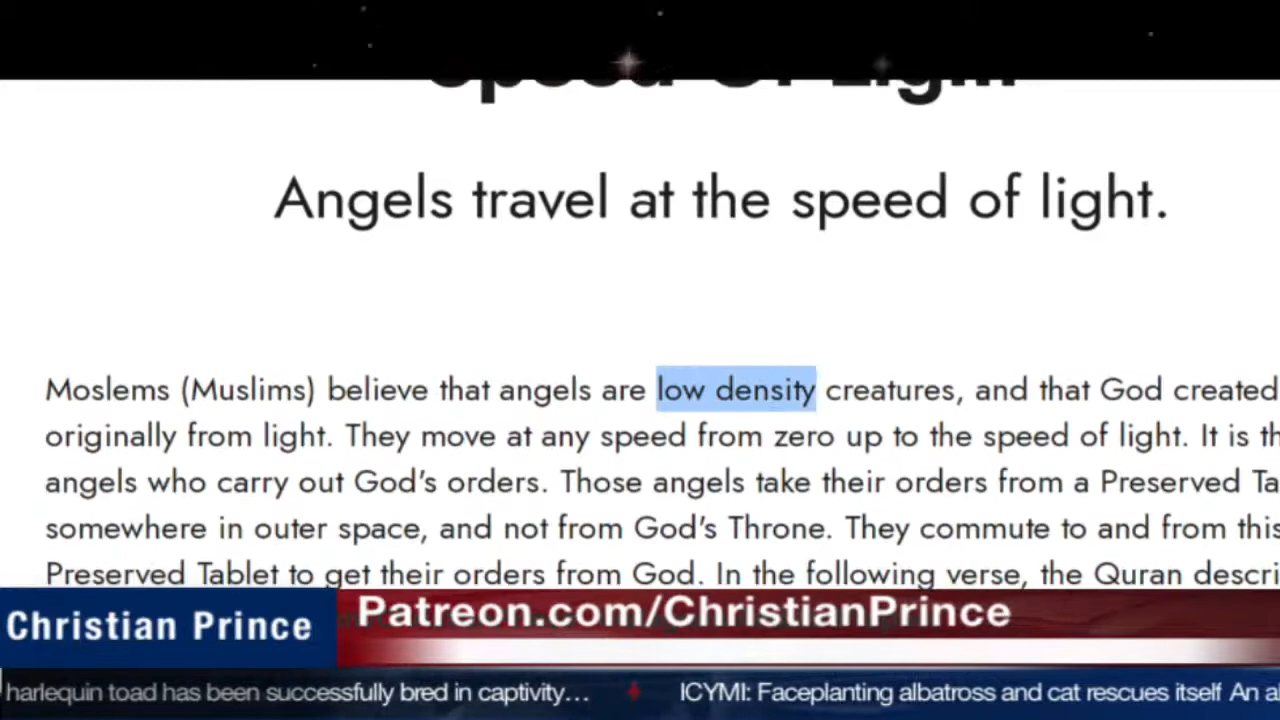 Speed Of Light
Angels travel at the speed of light.
Moslems (Muslims) believe that angels are low density creatures, and that God created
originally from light. They move at any speed from zero up to the speed of light. It is th
angels who carry out God's orders. Those angels take their orders from a Preserved Ta
somewhere in outer space, and not from God's Throne. They commute to and from this
Preserved Tablet to get their orders from God. In the following verse, the Quran descri
Christian Prince
Patreon.com/ChristianPrince
harlequin toad has been successfully bred in captivity… ICYMI: Faceplanting albatross and cat rescues itself An al